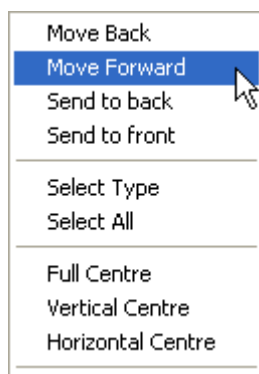 Move Back
Move Forward
Send to back
Send to front
Select Type
Select All
Full Centre
Vertical Centre
Horizontal Centre